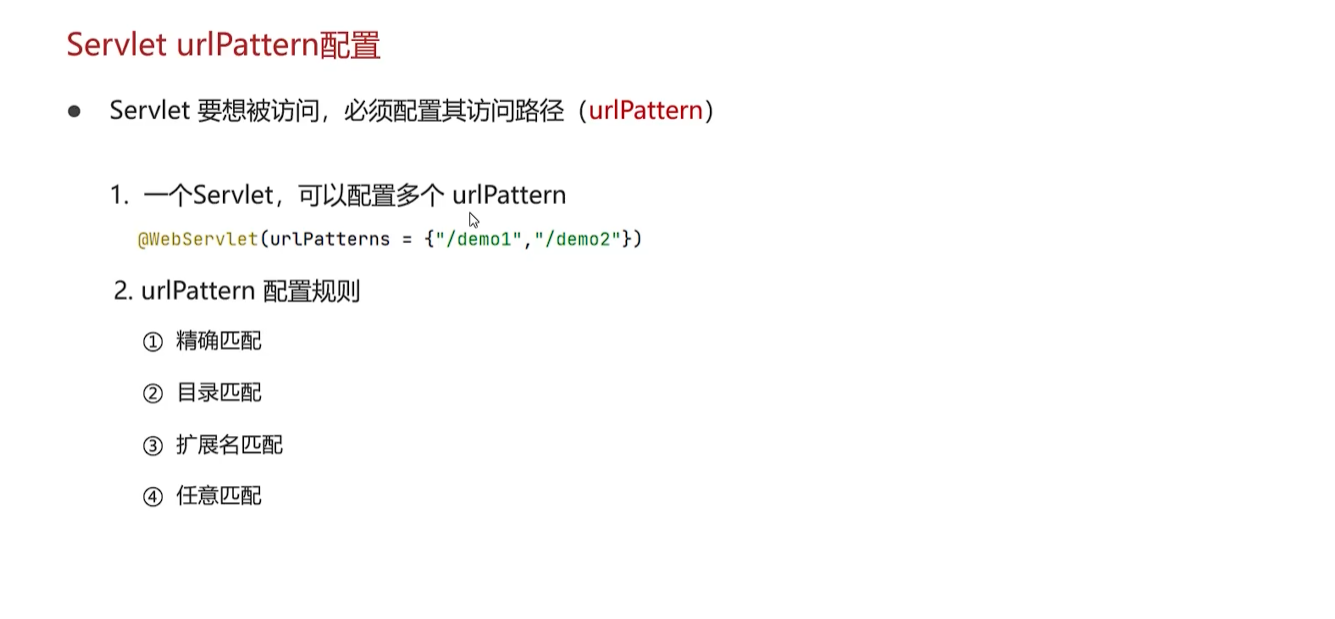 Servlet urlPattern配置
● Servlet 要想被访问，必须配置其访问路径（urlPattern）
1. 一个Servlet，可以配置多个 urlPattern
@WebServlet(urlPatterns = {"/demo1","/demo2"})
2. urlPattern 配置规则
① 精确匹配
② 目录匹配
③ 扩展名匹配
④ 任意匹配